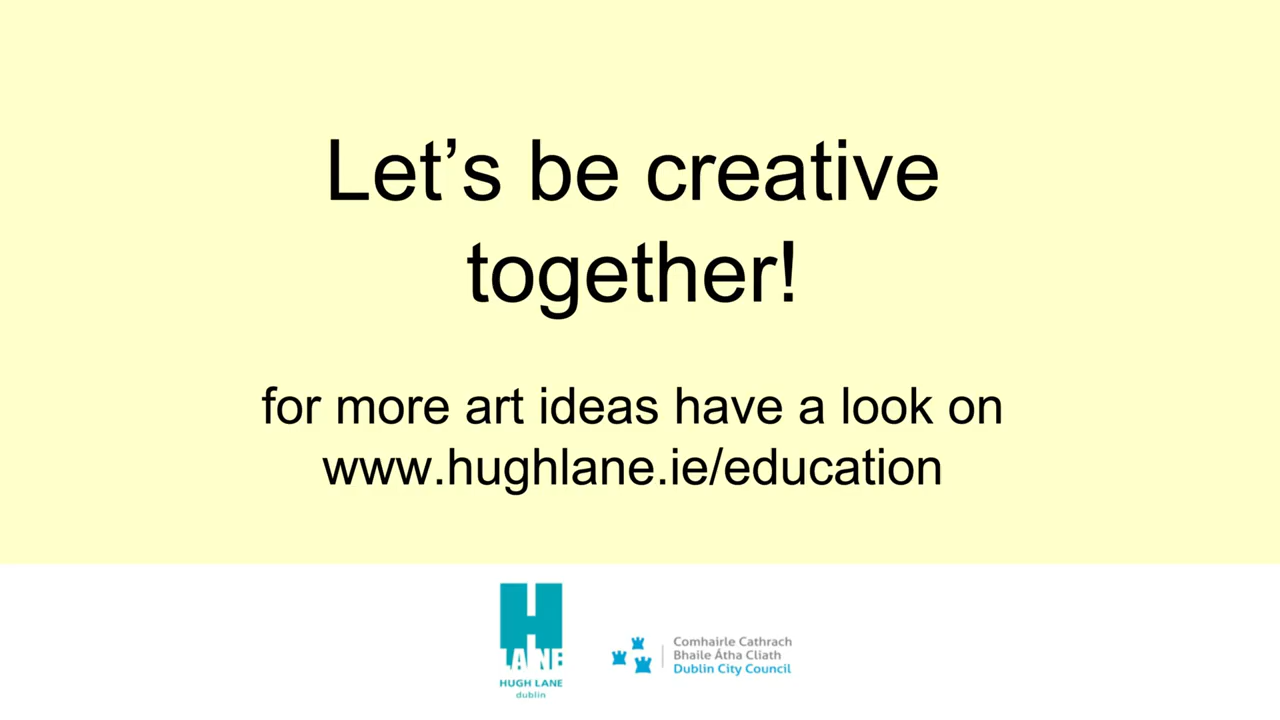 Let’s be creative
together!
for more art ideas have a look on
www.hughlane.ie/education
H
LANE
HUGH LANE
dublin
Comhairle Cathrach
Bhaile Átha Cliath
Dublin City Council